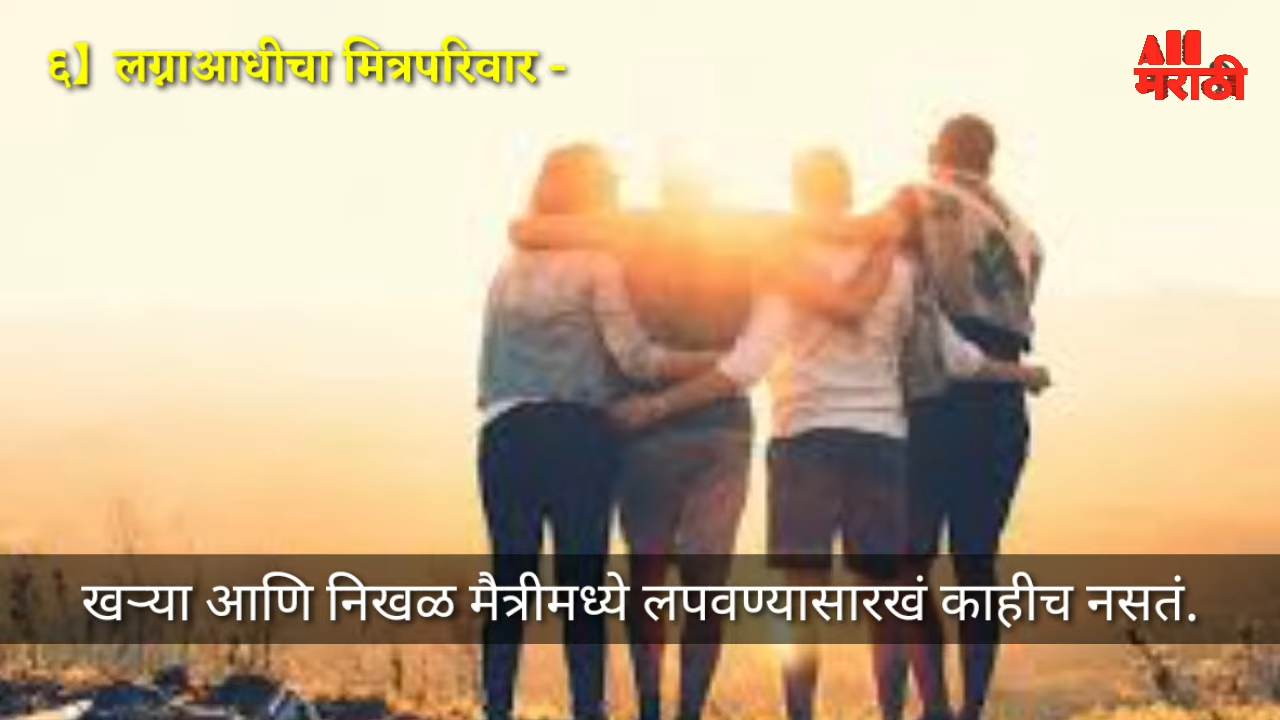 ६】 लग्नाआधीचा मित्रपरिवार -
All
मराठी
खऱ्या आणि निखळ मैत्रीमध्ये लपवण्यासारखं काहीच नसतं.